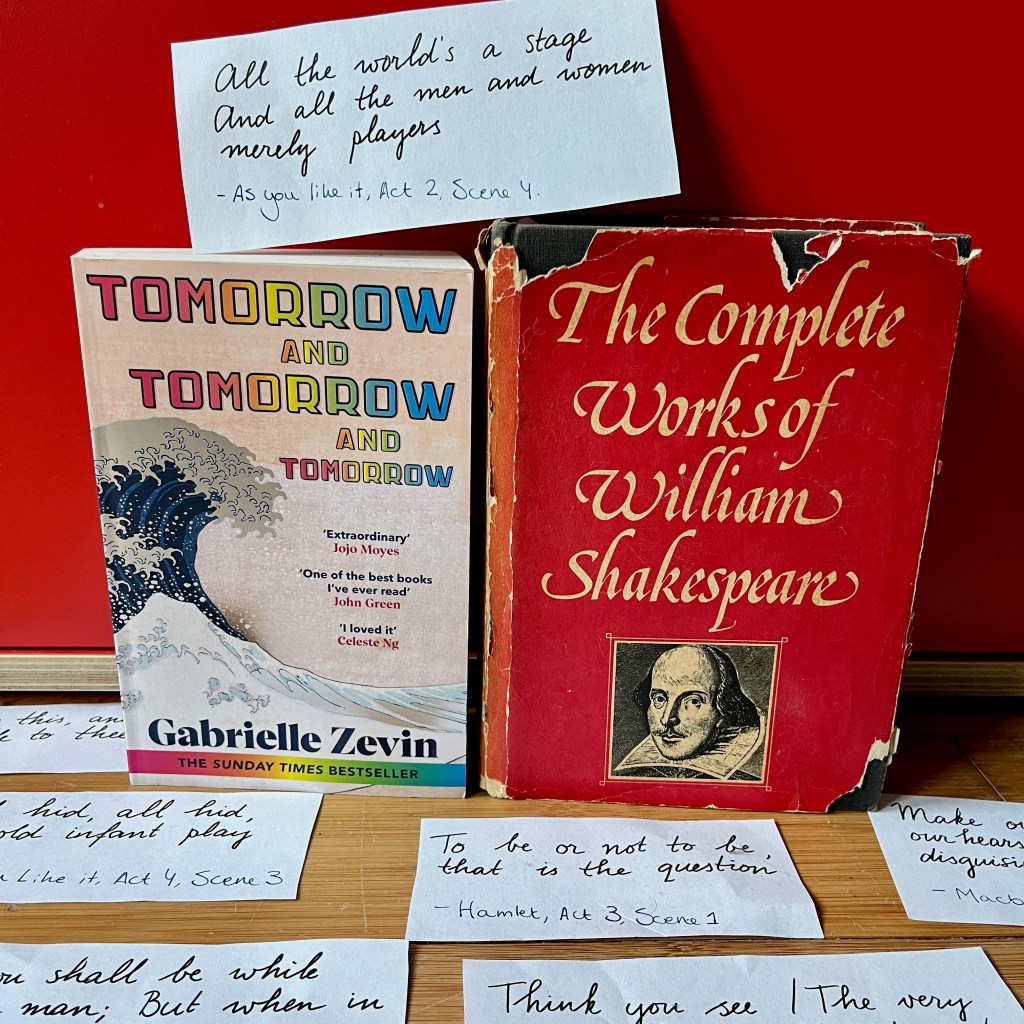 All the world's a stage
And all the men and women
merely players
- As you like it, Act 2, Scene 4.
TOMORROW
AND
TOMORROW
AND
TOMORROW
'Extraordinary'
Jojo Moyes
'One of the best books
I've ever read'
John Green
'I loved it'
Celeste Ng
Gabrielle Zevin
THE SUNDAY TIMES BESTSELLER
The Complete
Works of
William
Shakespeare
this, an
to thee
hid, all hid,
old infant play
Like it, Act 4, Scene 3
To be or not to be,
that is the question
- Hamlet, Act 3, Scene 1
Make
our hears
disguisi
- Macb
shall be while
man; But when in
Think you see | The very